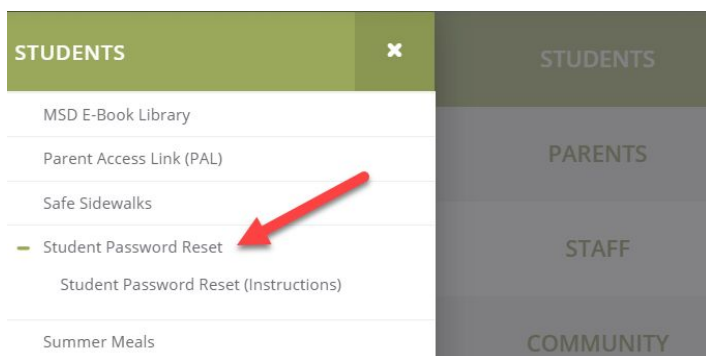 STUDENTS
MSD E-Book Library
Parent Access Link (PAL)
Safe Sidewalks
Student Password Reset
Student Password Reset (Instructions)
Summer Meals
STUDENTS
PARENTS
STAFF
COMMUNITY